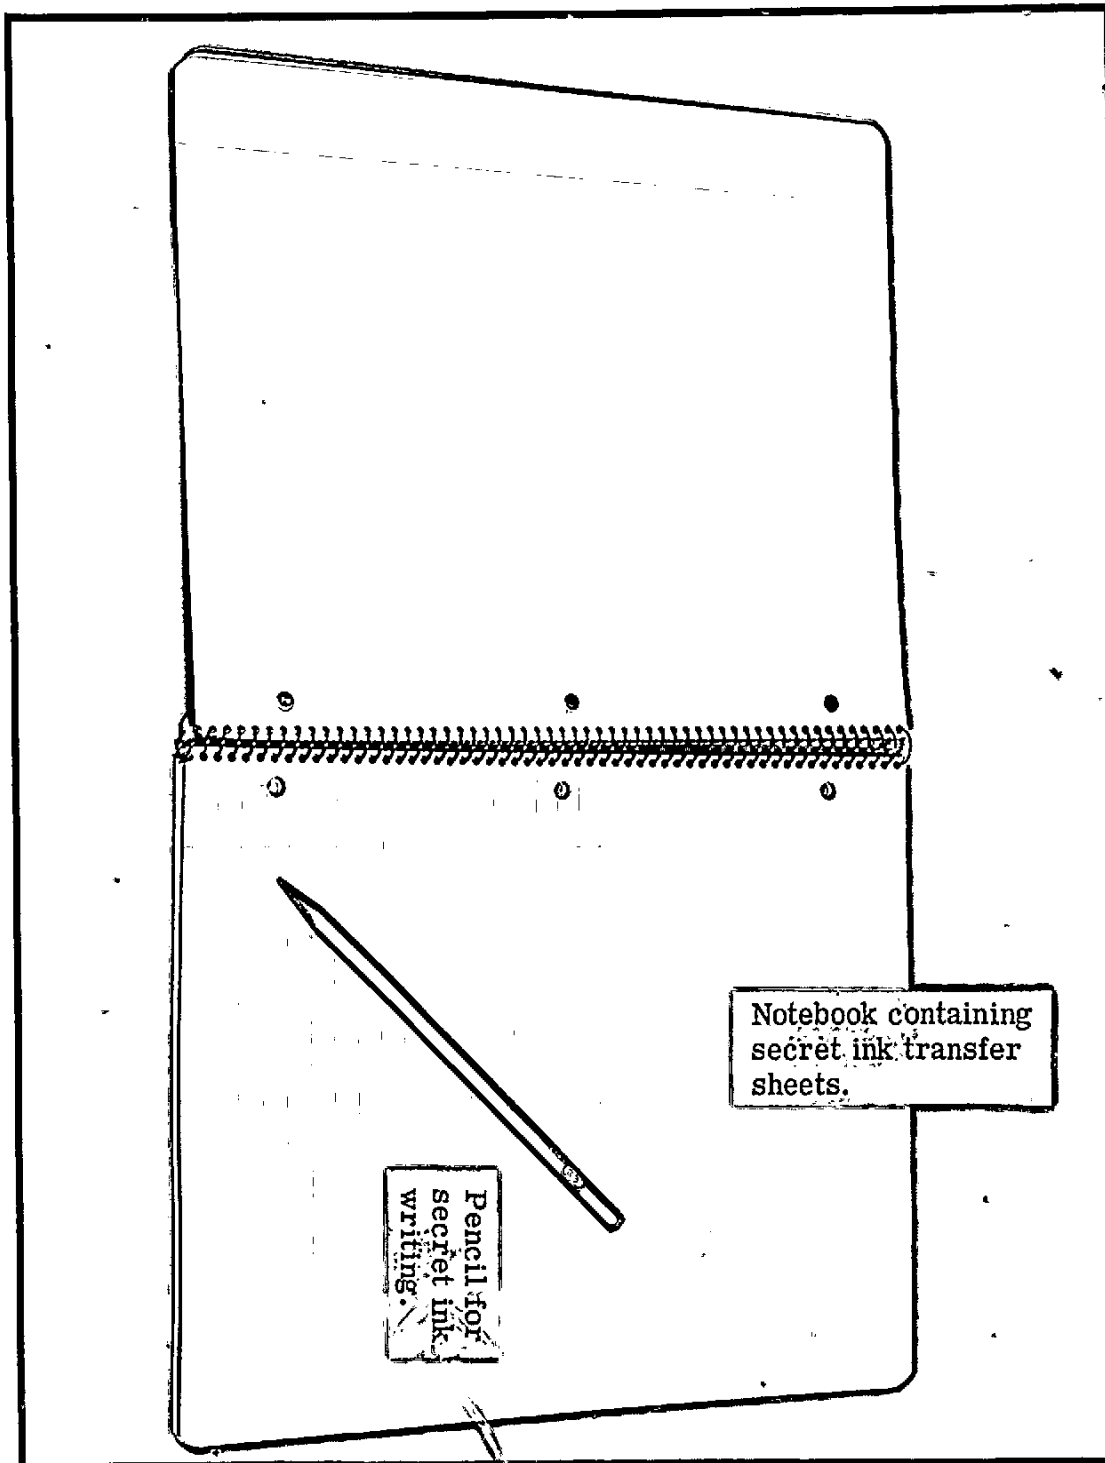 Notebook containing
secret ink transfer
sheets.
Pencil for
secret ink
writing.